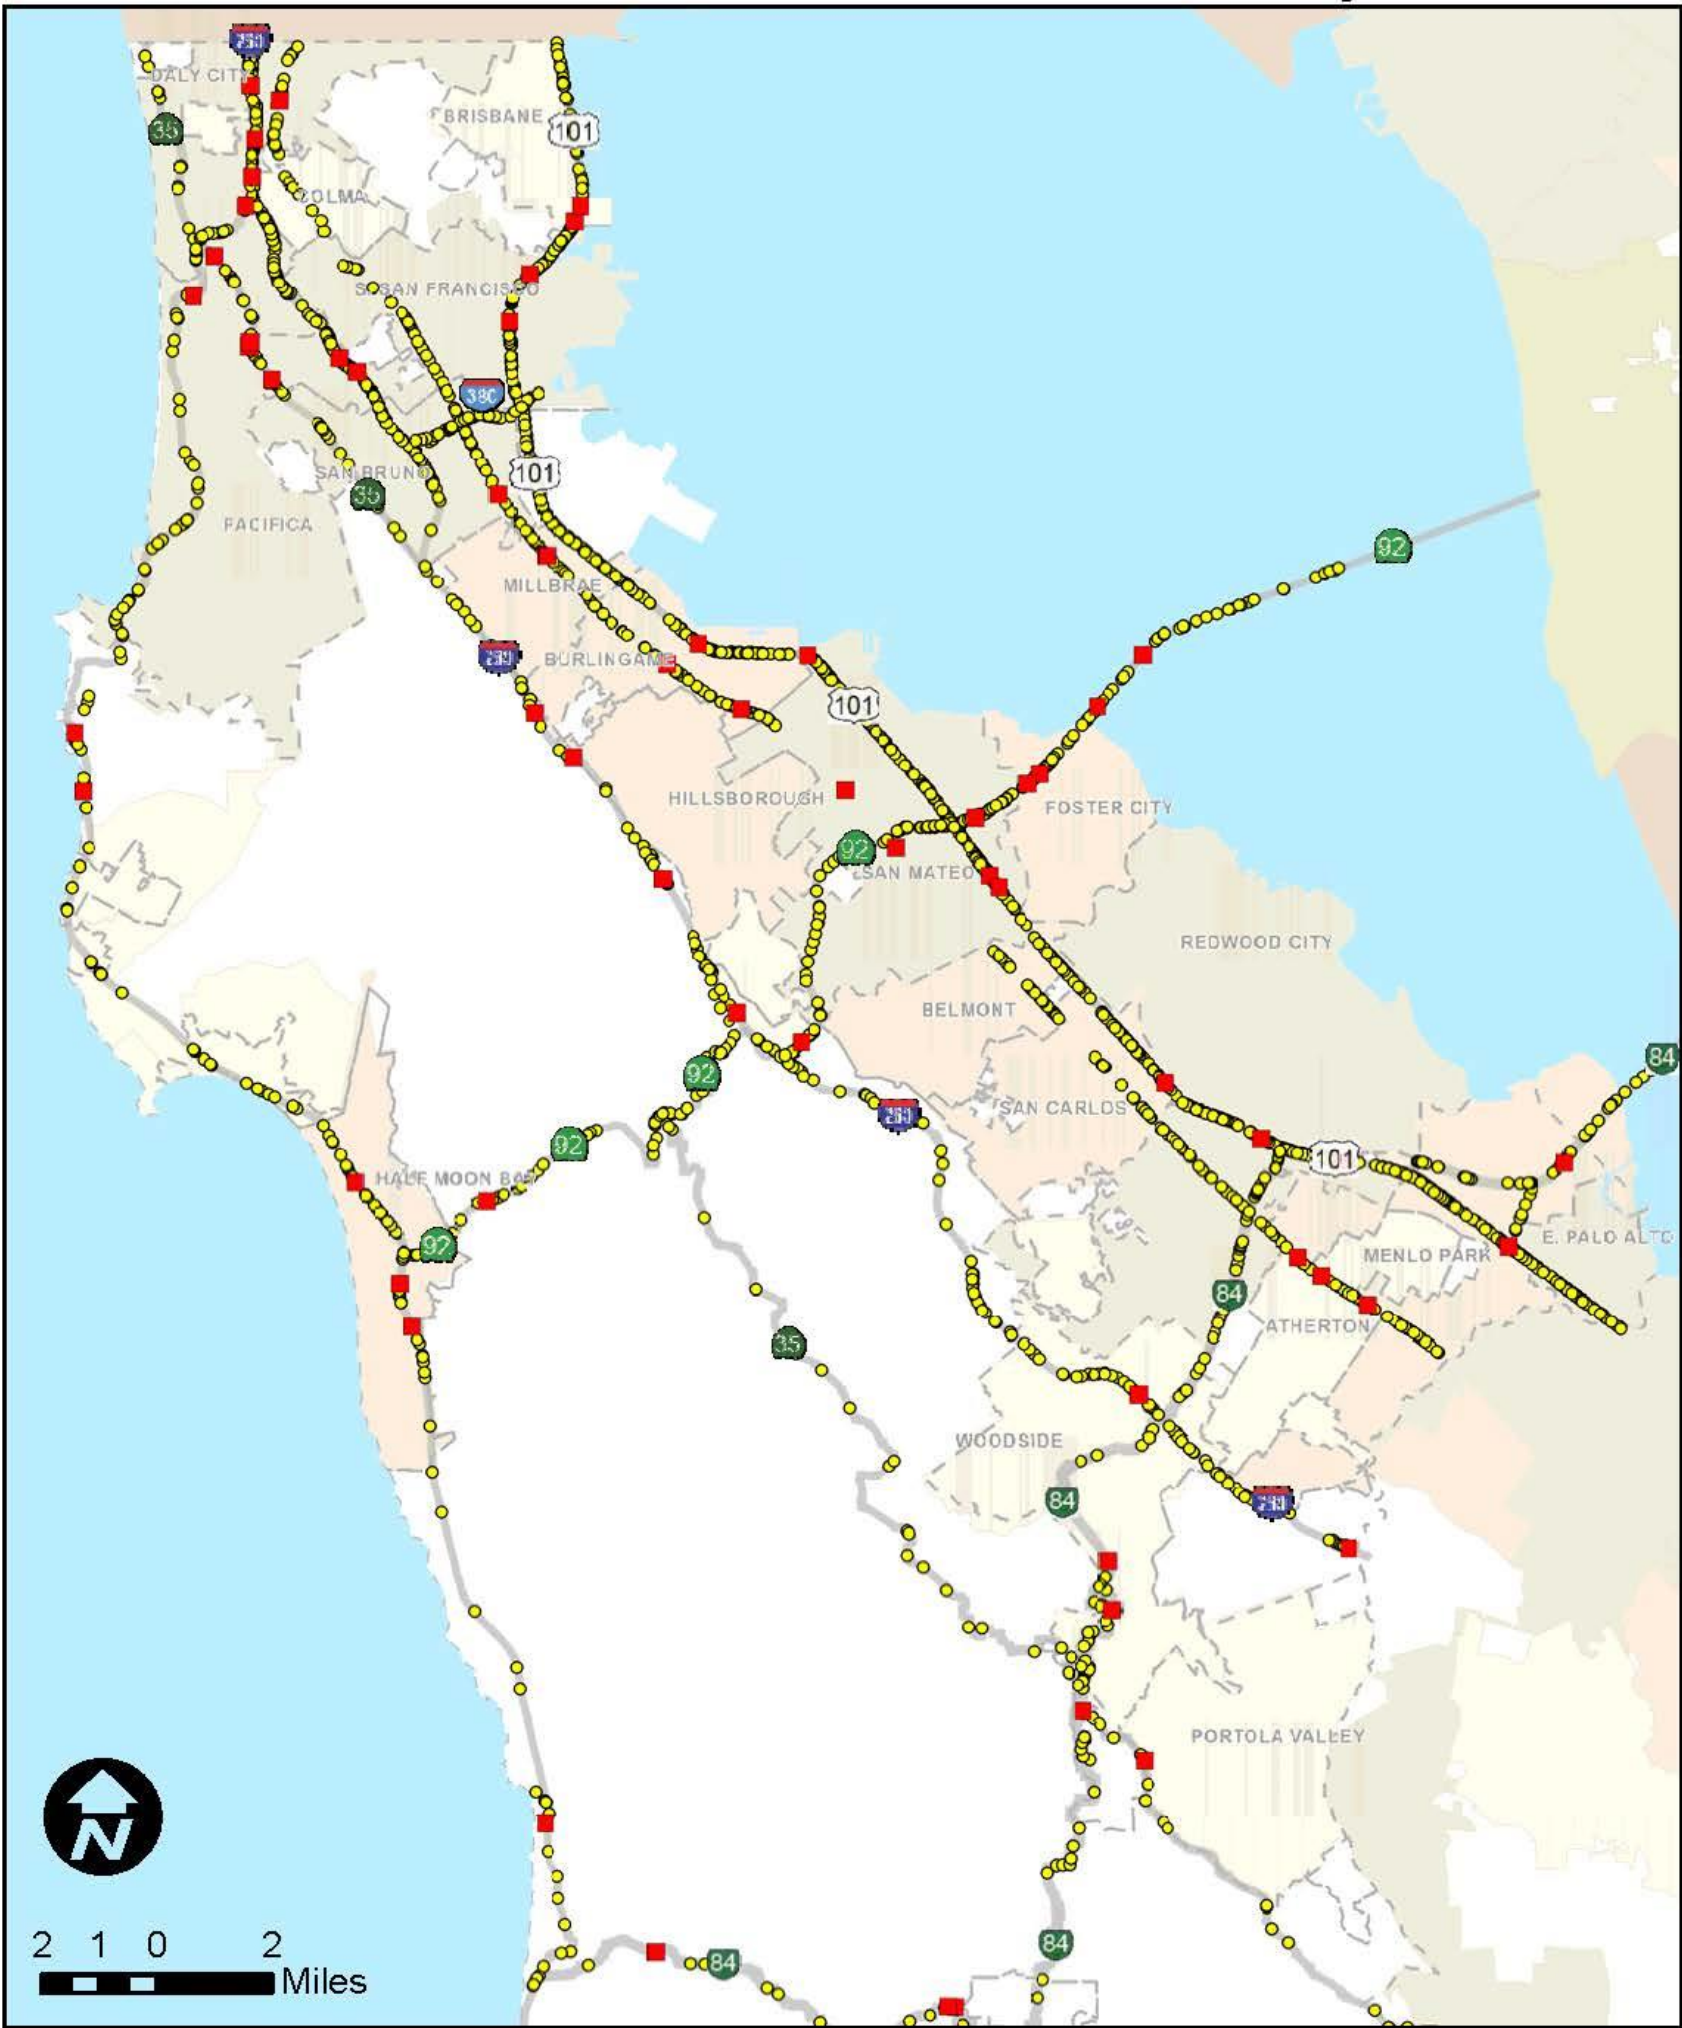 DALY CITY
BRISBANE
101
35
COLMA
S. SAN FRANCISCO
380
101
SAN BRUNO
35
PACIFICA
92
MILLBRAE
BURLINGAME
101
HILLSBOROUGH
FOSTER CITY
92
SAN MATEO
REDWOOD CITY
BELMONT
84
92
SAN CARLOS
92
101
HALF MOON BAY
E. PALO ALTO
92
MENLO PARK
84
ATHERTON
35
WOODSIDE
84
PORTOLA VALLEY
N
84
84
2 1 0 2
Miles